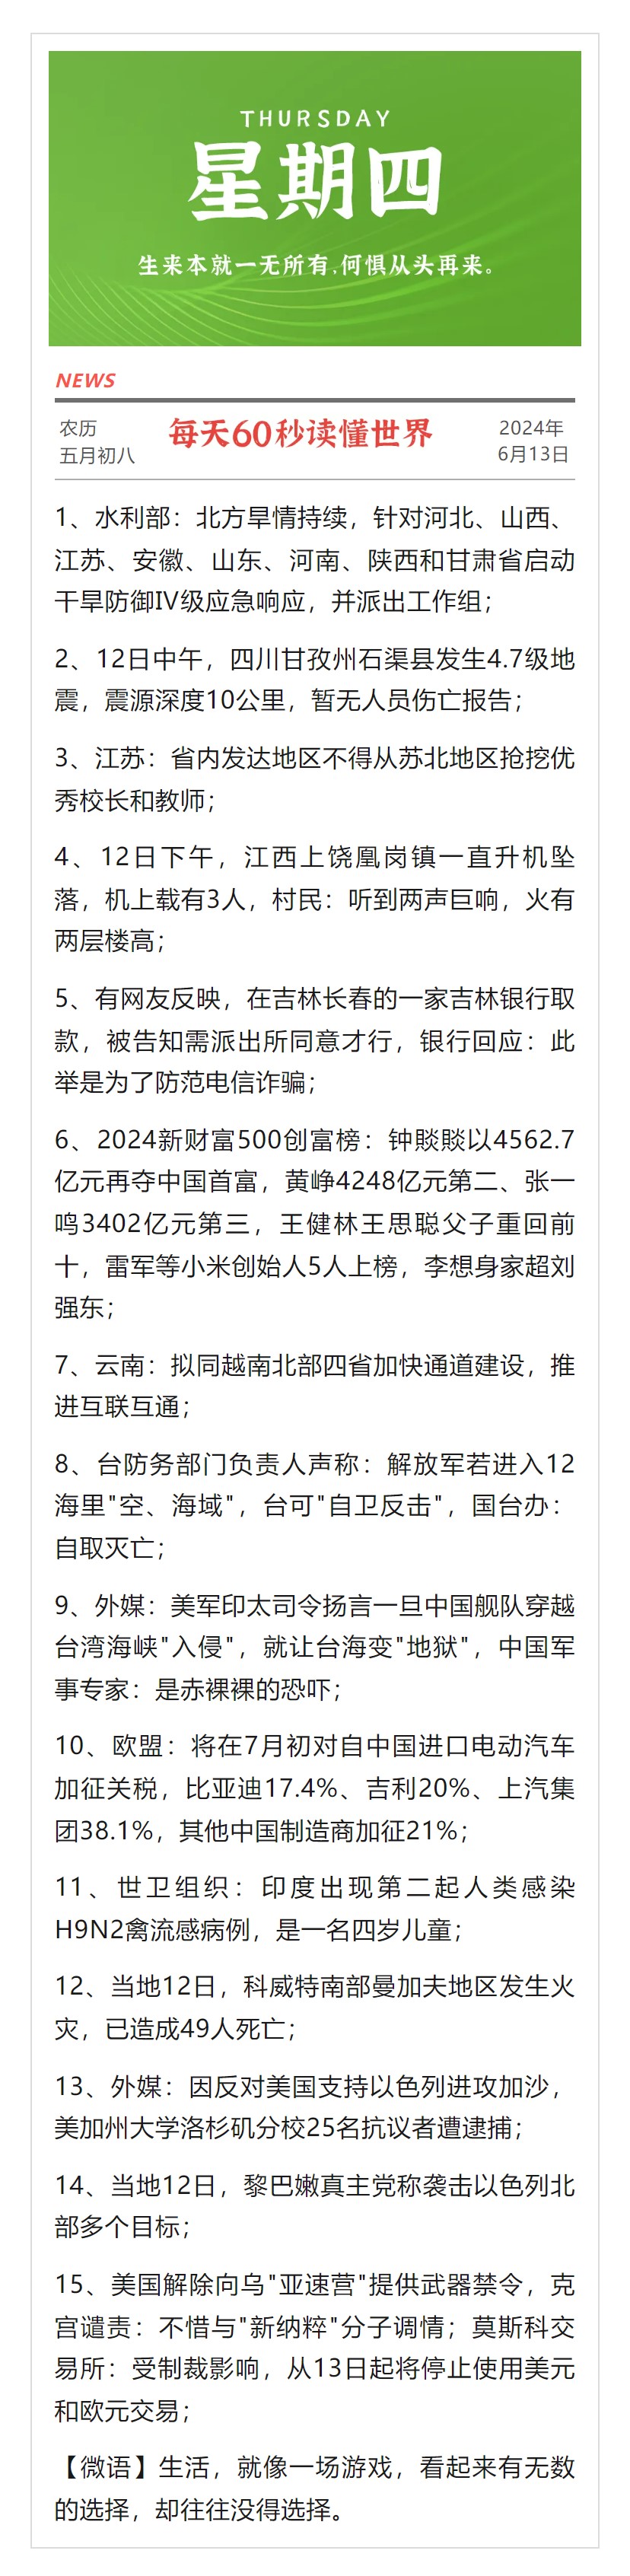 THURSDAY
星期四
生来本就一无所有,何惧从头再来。
NEWS
农历
五月初八
每天60秒读懂世界
2024年
6月13日
1、水利部：北方旱情持续，针对河北、山西、
江苏、安徽、山东、河南、陕西和甘肃省启动
干旱防御IV级应急响应，并派出工作组；
2、12日中午，四川甘孜州石渠县发生4.7级地
震，震源深度10公里，暂无人员伤亡报告；
3、江苏：省内发达地区不得从苏北地区抢挖优
秀校长和教师；
4、12日下午，江西上饶凰岗镇一直升机坠
落，机上载有3人，村民：听到两声巨响，火有
两层楼高；
5、有网友反映，在吉林长春的一家吉林银行取
款，被告知需派出所同意才行，银行回应：此
举是为了防范电信诈骗；
6、2024新财富500创富榜：钟睒睒以4562.7
亿元再夺中国首富，黄峥4248亿元第二、张一
鸣3402亿元第三，王健林王思聪父子重回前
十，雷军等小米创始人5人上榜，李想身家超刘
强东；
7、云南：拟同越南北部四省加快通道建设，推
进互联互通；
8、台防务部门负责人声称：解放军若进入12
海里"空、海域"，台可"自卫反击"，国台办：
自取灭亡；
9、外媒：美军印太司令扬言一旦中国舰队穿越
台湾海峡"入侵"，就让台海变"地狱"，中国军
事专家：是赤裸裸的恐吓；
10、欧盟：将在7月初对自中国进口电动汽车
加征关税，比亚迪17.4%、吉利20%、上汽集
团38.1%，其他中国制造商加征21%；
11、世卫组织：印度出现第二起人类感染
H9N2禽流感病例，是一名四岁儿童；
12、当地12日，科威特南部曼加夫地区发生火
灾，已造成49人死亡；
13、外媒：因反对美国支持以色列进攻加沙，
美加州大学洛杉矶分校25名抗议者遭逮捕；
14、当地12日，黎巴嫩真主党称袭击以色列北
部多个目标；
15、美国解除向乌"亚速营"提供武器禁令，克
宫谴责：不惜与"新纳粹"分子调情；莫斯科交
易所：受制裁影响，从13日起将停止使用美元
和欧元交易；
【微语】生活，就像一场游戏，看起来有无数
的选择，却往往没得选择。